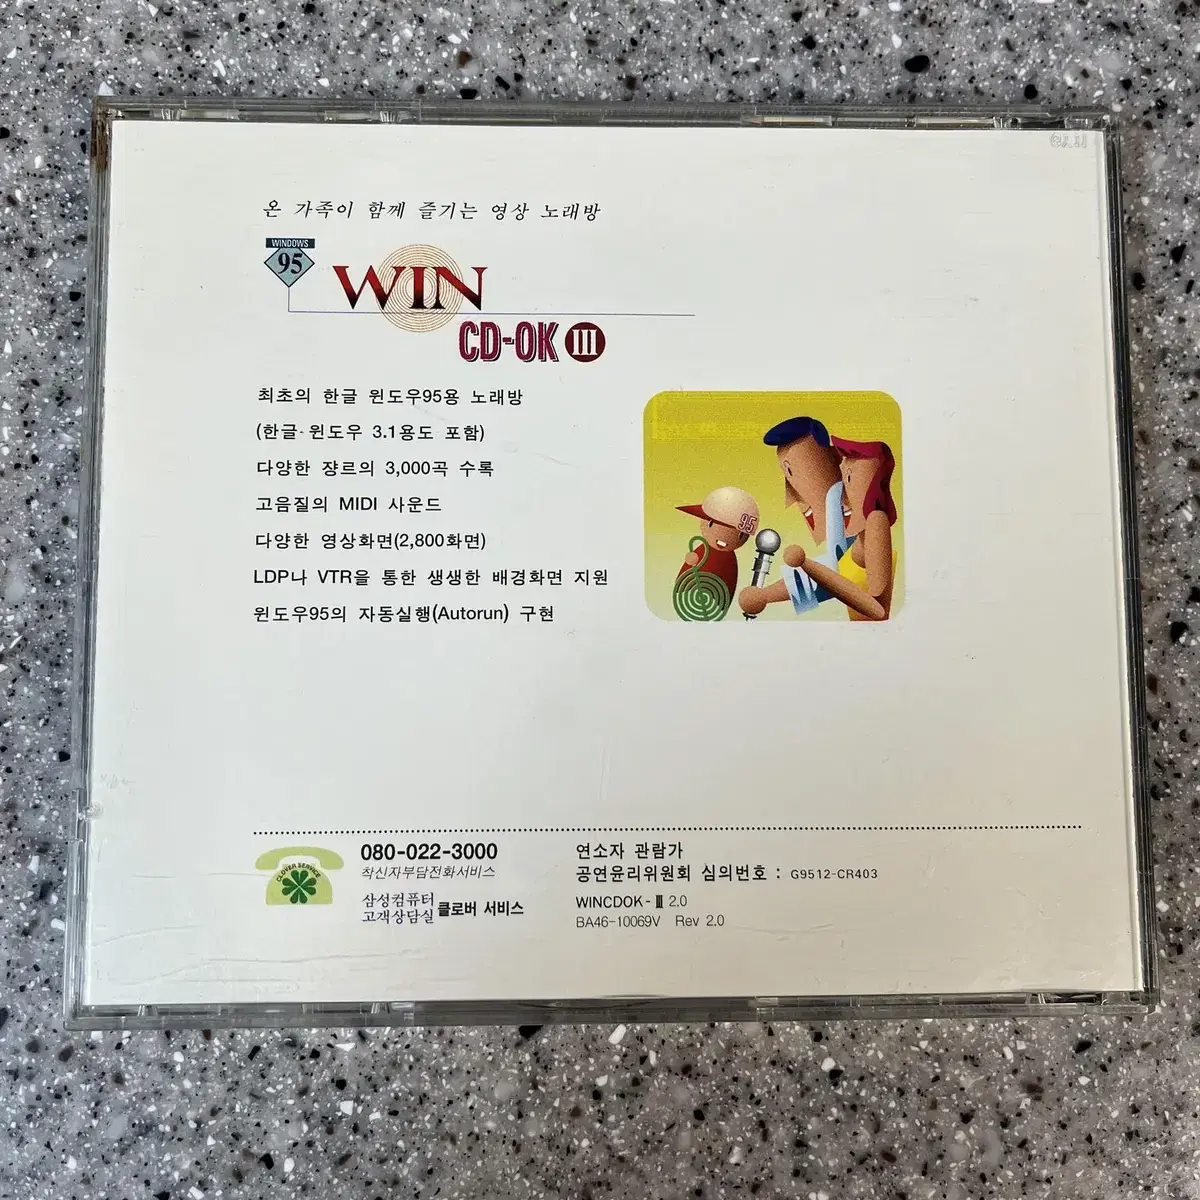 온 가족이 함께 즐기는 영상 노래방
WINDOWS
95
WIN
CD-OK III
최초의 한글 윈도우95용 노래방
(한글 윈도우 3.1용도 포함)
다양한 쟝르의 3,000곡 수록
고음질의 MIDI 사운드
다양한 영상화면(2,800화면)
LDP나 VTR을 통한 생생한 배경화면 지원
윈도우95의 자동실행(Autorun) 구현
95
CLOVER SERVICE
080-022-3000
착신자부담전화서비스
삼성컴퓨터
고객상담실 클로버 서비스
연소자 관람가
공연윤리위원회 심의번호 : G9512-CR403
WINCDOK-III 2.0
BA46-10069V Rev 2.0